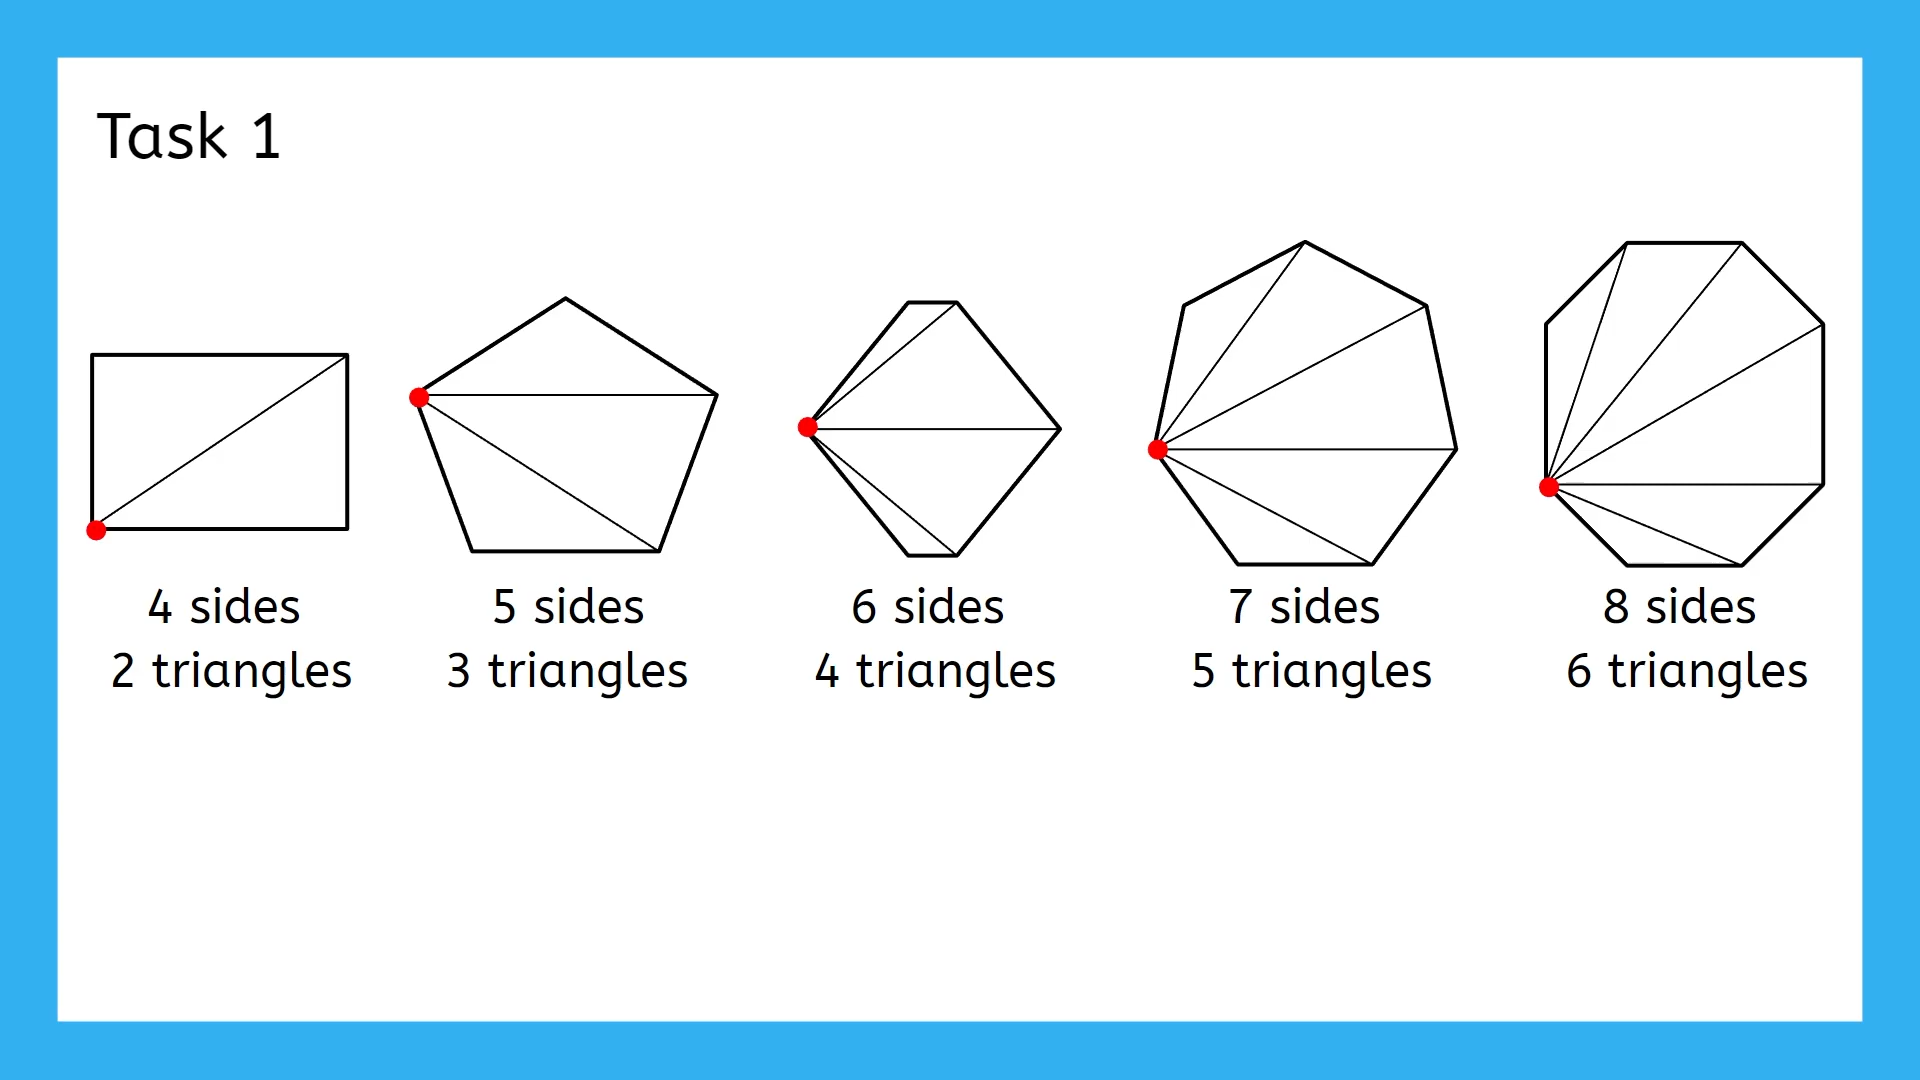 Task 1
4 sides
2 triangles
5 sides
3 triangles
6 sides
4 triangles
7 sides
5 triangles
8 sides
6 triangles